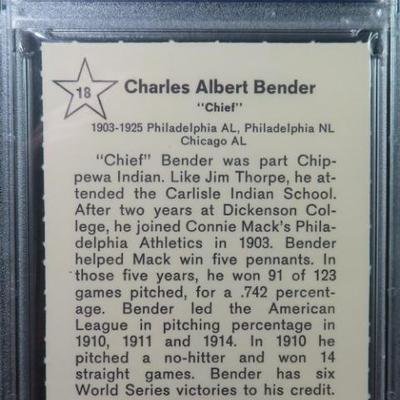 18
Charles Albert Bender
"Chief"
1903-1925 Philadelphia AL, Philadelphia NL
Chicago AL
"Chief" Bender was part Chip-
pewa Indian. Like Jim Thorpe, he at-
tended the Carlisle Indian School.
After two years at Dickenson Col-
lege, he joined Connie Mack's Phila-
delphia Athletics in 1903. Bender
helped Mack win five pennants. In
those five years, he won 91 of 123
games pitched, for a .742 percent-
age. Bender led the American
League in pitching percentage in
1910, 1911 and 1914. In 1910 he
pitched a no-hitter and won 14
straight games. Bender has six
World Series victories to his credit.